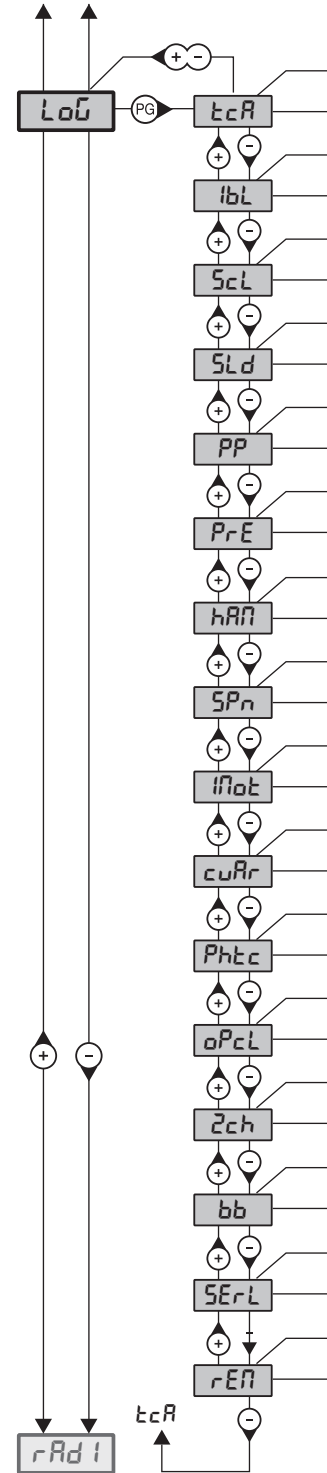 + -
LoG PG tcA
+ -
IbL
+ -
ScL
+ -
SLd
+ -
PP
+ -
PrE
+ -
hAM
+ -
SPn
+ -
IMot
+ -
cuAr
+ -
Phtc
+ -
oPcL
+ - + -
2ch
+ -
bb
+ -
SErL
+ -
rEM
tcA -
rAd1